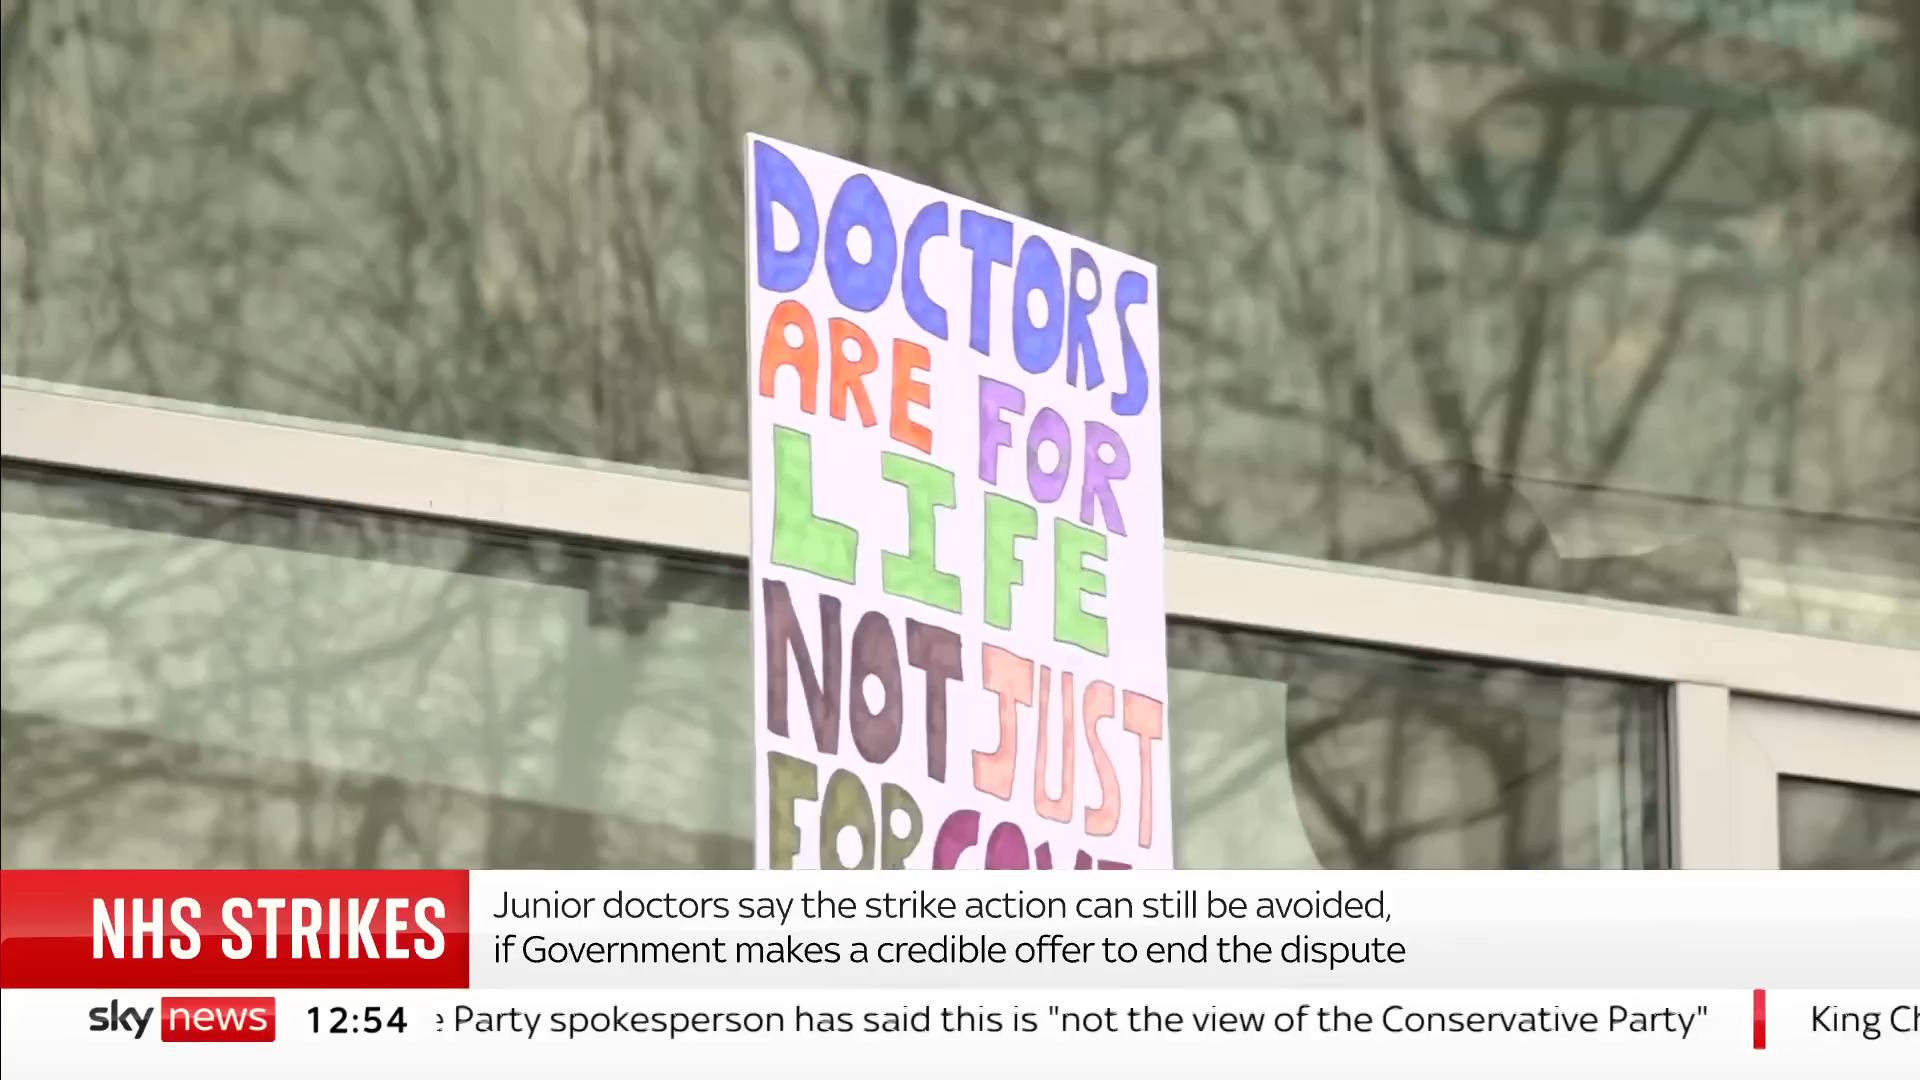 DOCTORS
ARE FOR
LIFE
NOT JUST
FOR
NHS STRIKES
Junior doctors say the strike action can still be avoided,
if Government makes a credible offer to end the dispute
sky news 12:54 Party spokesperson has said this is "not the view of the Conservative Party" King